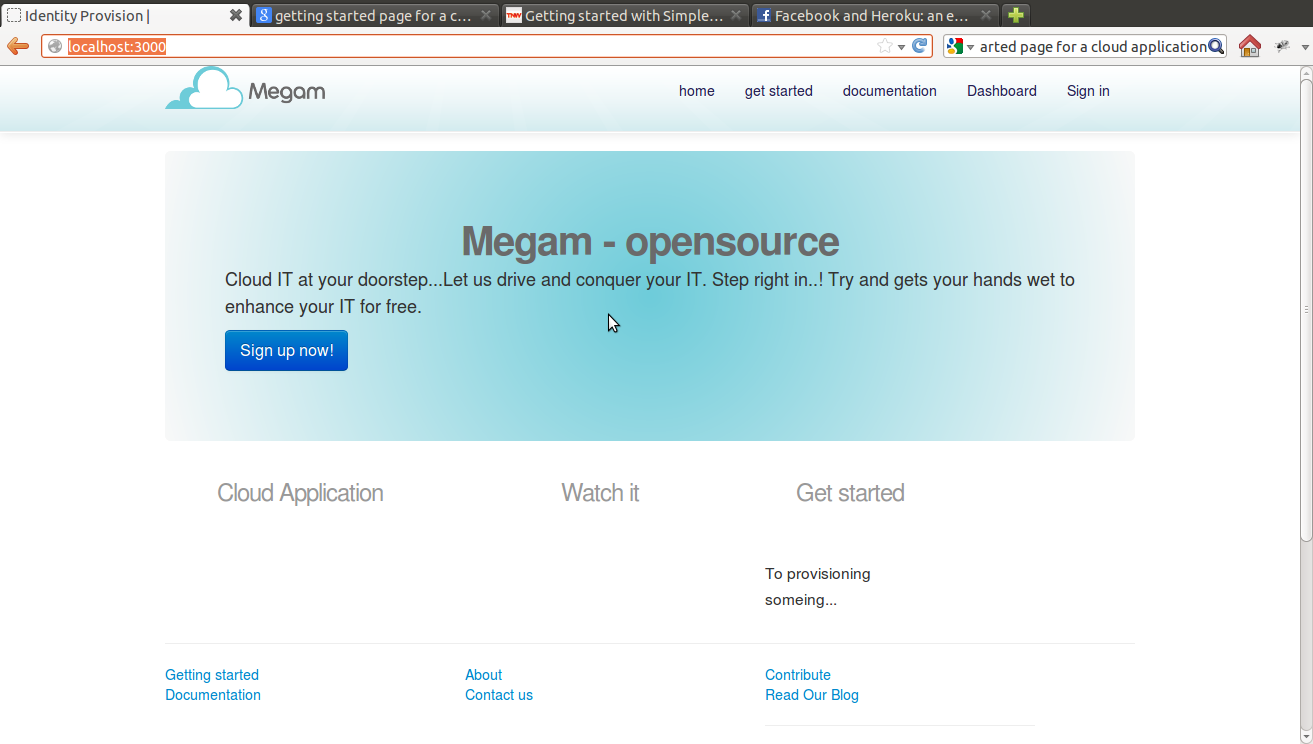 Identity Provision |
getting started page for a c...
Getting started with Simple...
Facebook and Heroku: an e...
localhost:3000
arted page for a cloud application
Megam
home get started documentation Dashboard Sign in
Megam - opensource
Cloud IT at your doorstep...Let us drive and conquer your IT. Step right in..! Try and gets your hands wet to
enhance your IT for free.
Sign up now!
Cloud Application
Watch it
Get started
To provisioning
someing...
Getting started
Documentation
About
Contact us
Contribute
Read Our Blog